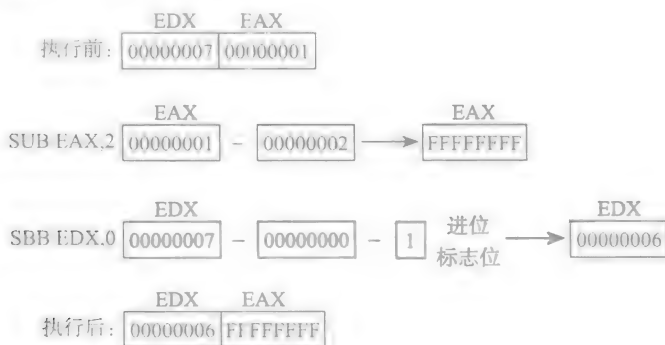 EDX EAX
执行前: 00000007 00000001
EAX EAX
SUB EAX,2 00000001 - 00000002 FFFFFFFF
EDX EDX
SBB EDX,0 00000007 - 00000000 - 1 进位 标志位 00000006
EDX EAX
执行后: 00000006 FFFFFFFF